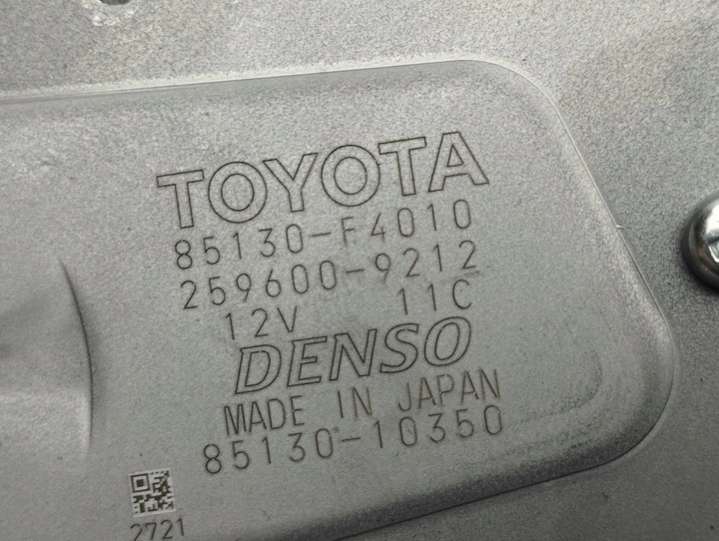 TOYOTA
85130-F4010
259600-9212
12V 11C
DENSO
MADE IN JAPAN
85130-10350
2721